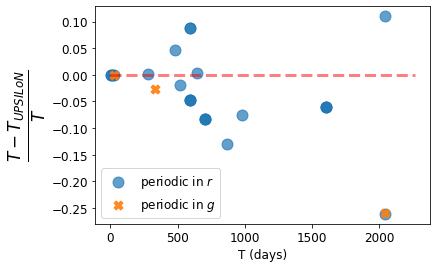 0.10
0.05
0.00
−0.05
−0.10
−0.15
−0.20
−0.25
T − T_UPSILoN
T
periodic in r
periodic in g
0 500 1000 1500 2000
T (days)